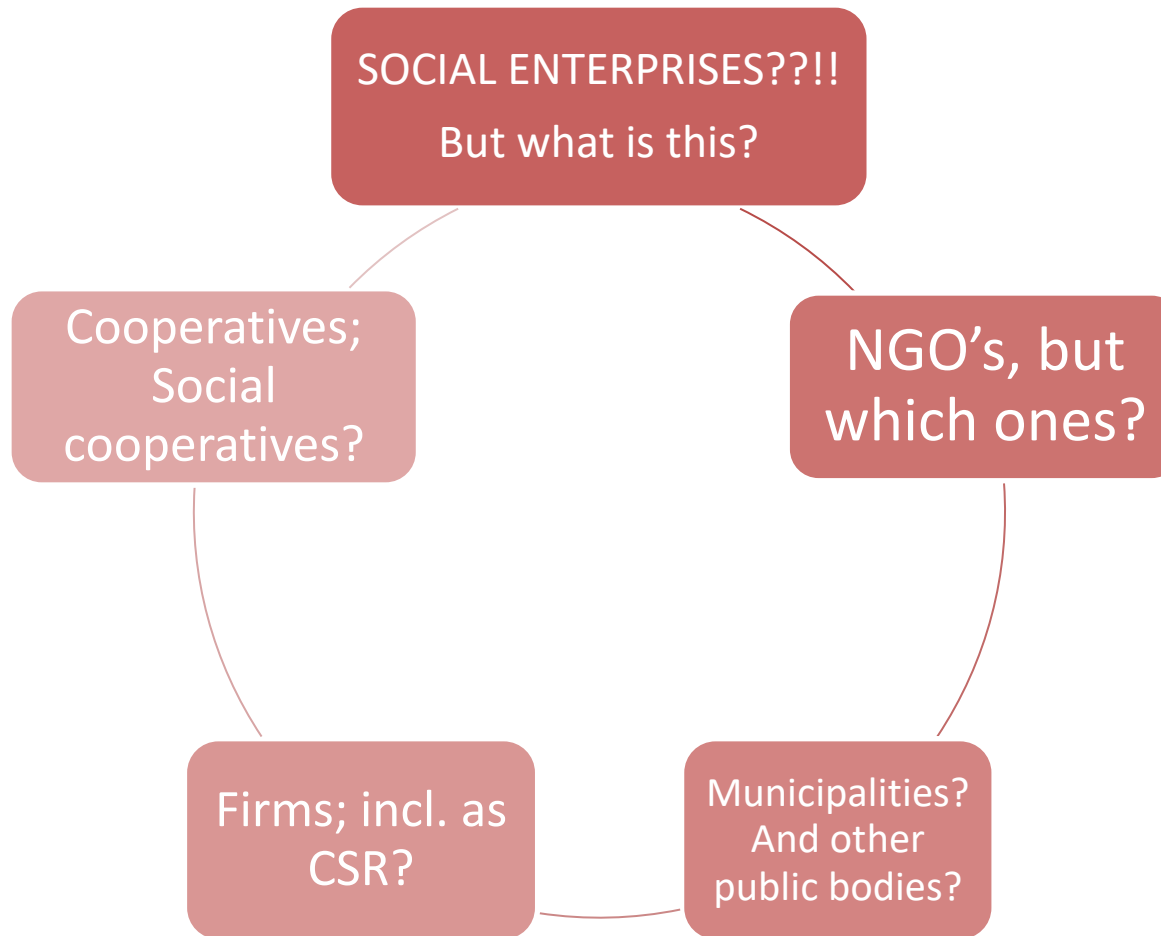 SOCIAL ENTERPRISES??!!
But what is this?
NGO’s, but
which ones?
Municipalities?
And other
public bodies?
Firms; incl. as
CSR?
Cooperatives;
Social
cooperatives?